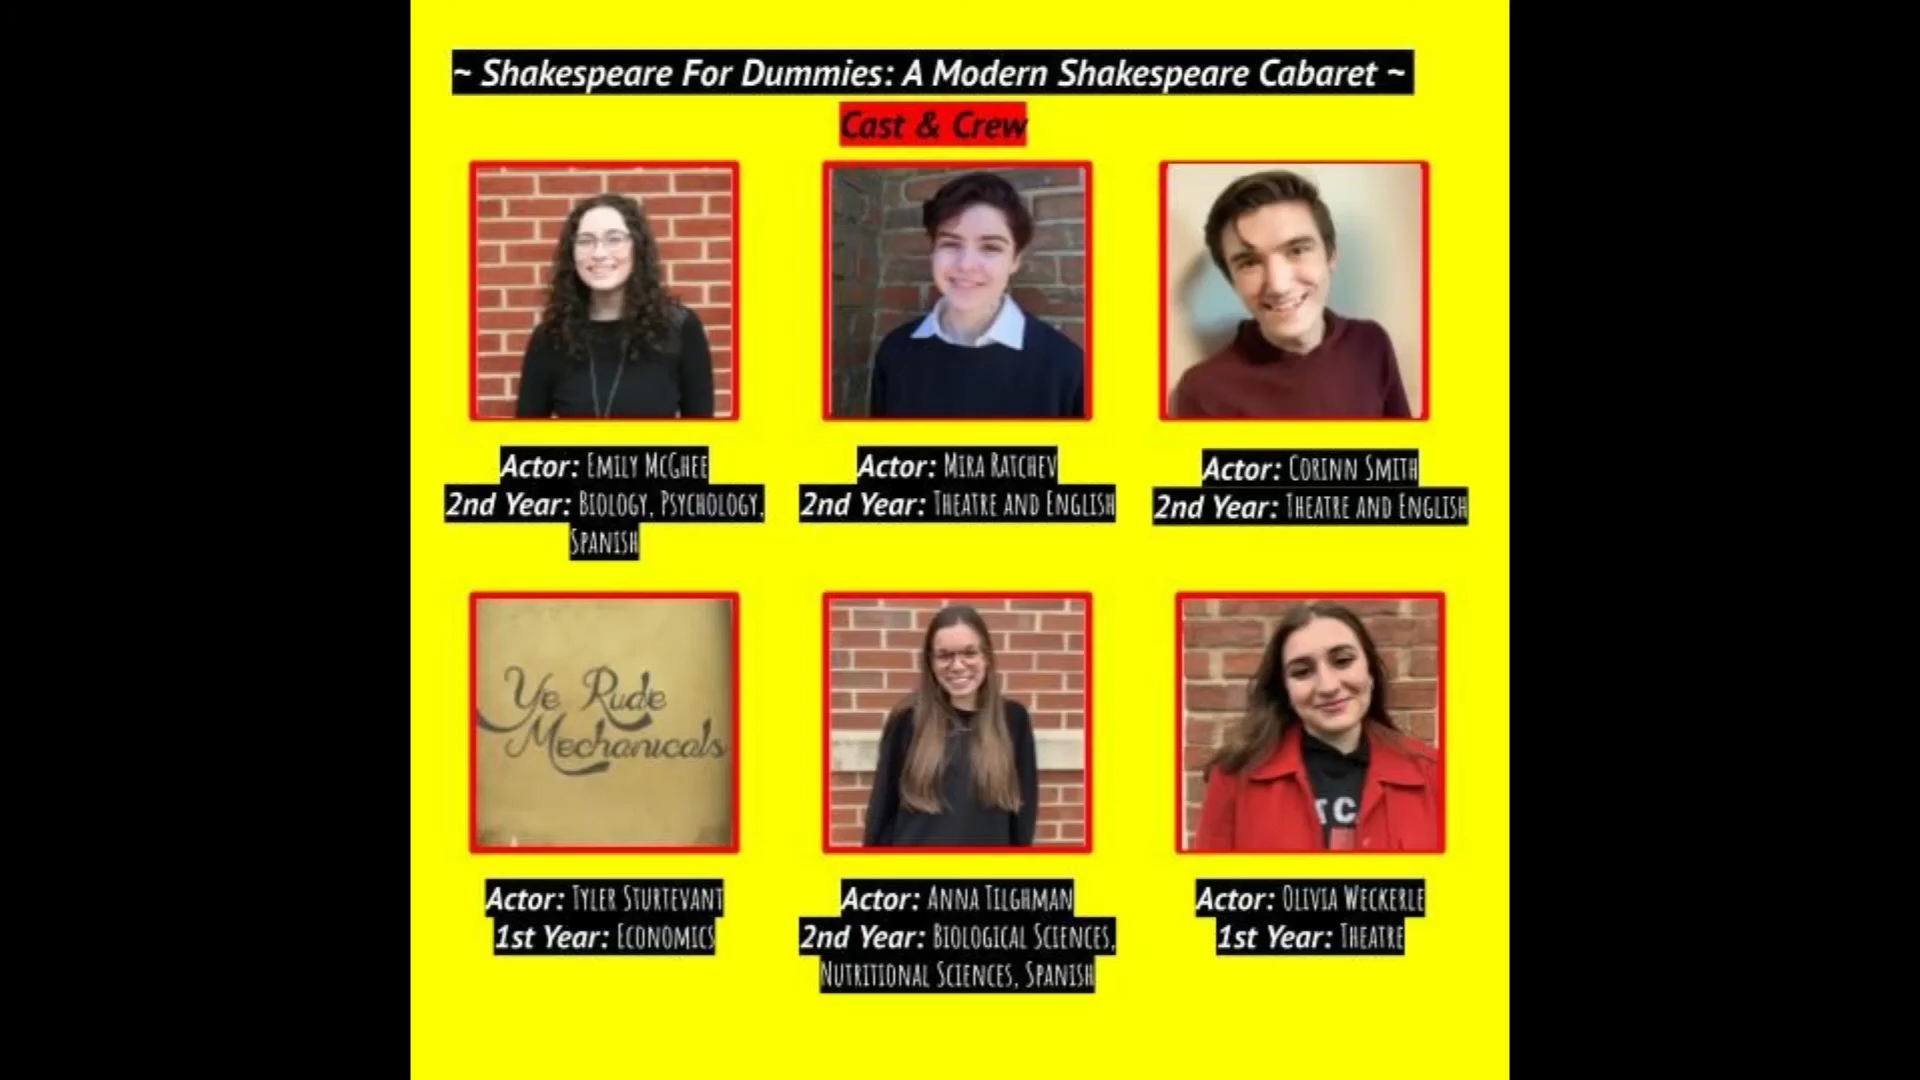 ~ Shakespeare For Dummies: A Modern Shakespeare Cabaret ~
Cast & Crew
Actor: Emily McGhee
2nd Year: Biology, Psychology,
Spanish
Actor: Mira Ratchev
2nd Year: Theatre and English
Actor: Corinn Smith
2nd Year: Theatre and English
Ye Rude
Mechanicals
Actor: Tyler Sturtevant
1st Year: Economics
Actor: Anna Tilghman
2nd Year: Biological Sciences,
Nutritional Sciences, Spanish
TC
Actor: Olivia Weckerle
1st Year: Theatre